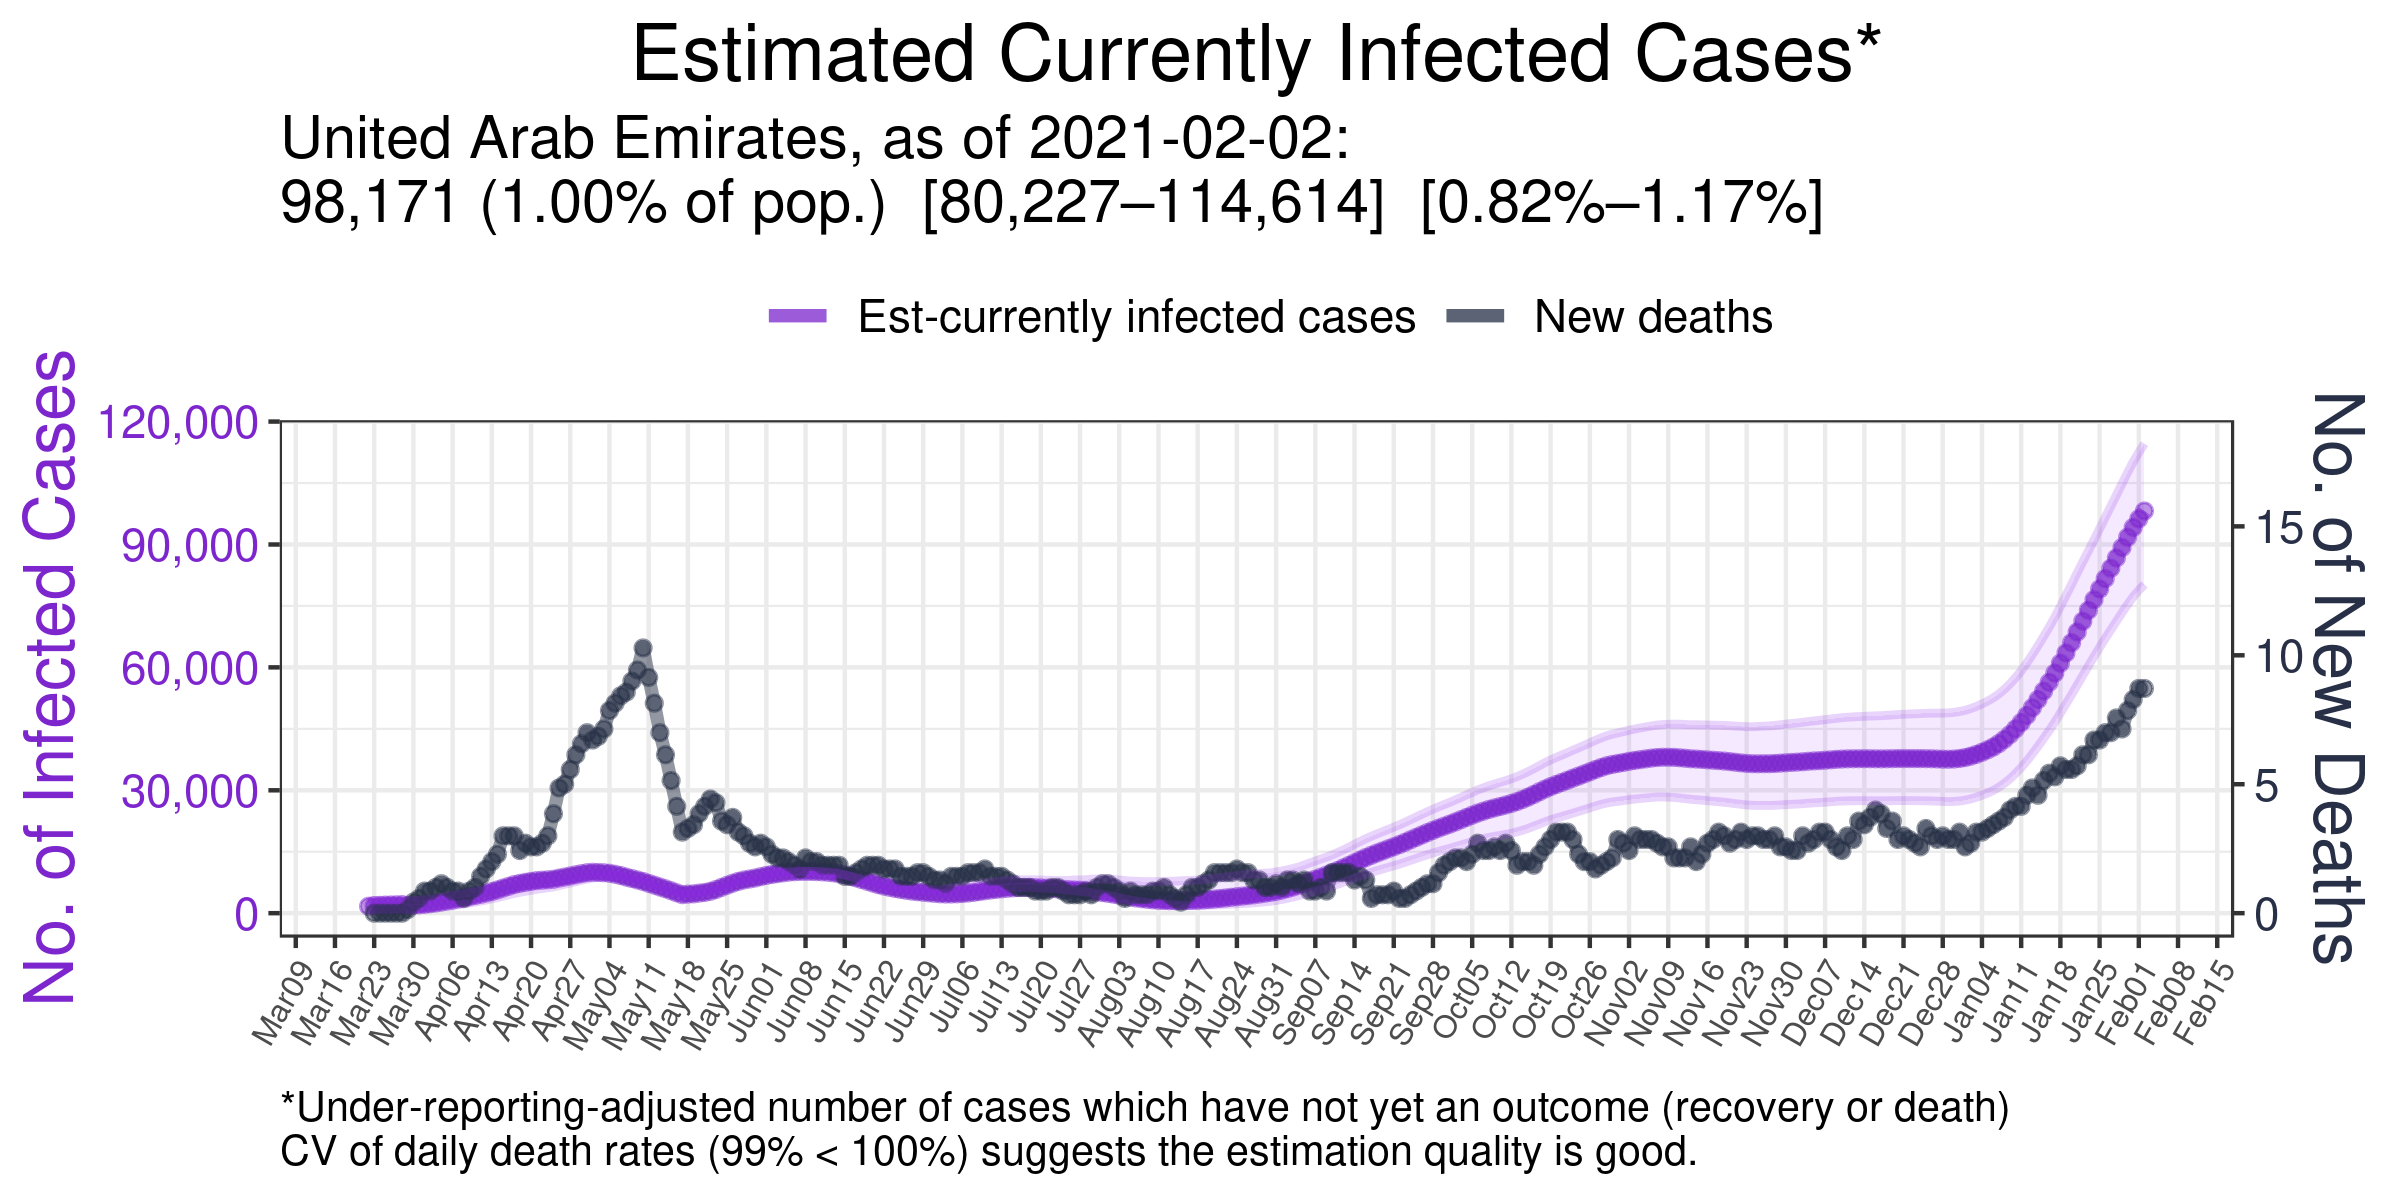 Estimated Currently Infected Cases*
United Arab Emirates, as of 2021-02-02:
98,171 (1.00% of pop.) [80,227–114,614] [0.82%–1.17%]
Est-currently infected cases
New deaths
No. of Infected Cases
120,000
90,000
60,000
30,000
0
No. of New Deaths
15
10
5
0
Mar09
Mar16
Mar23
Mar30
Apr06
Apr13
Apr20
Apr27
May04
May11
May18
May25
Jun01
Jun08
Jun15
Jun22
Jun29
Jul06
Jul13
Jul20
Jul27
Aug03
Aug10
Aug17
Aug24
Aug31
Sep07
Sep14
Sep21
Sep28
Oct05
Oct12
Oct19
Oct26
Nov02
Nov09
Nov16
Nov23
Nov30
Dec07
Dec14
Dec21
Dec28
Jan04
Jan11
Jan18
Jan25
Feb01
Feb08
Feb15
*Under-reporting-adjusted number of cases which have not yet an outcome (recovery or death)
CV of daily death rates (99% < 100%) suggests the estimation quality is good.